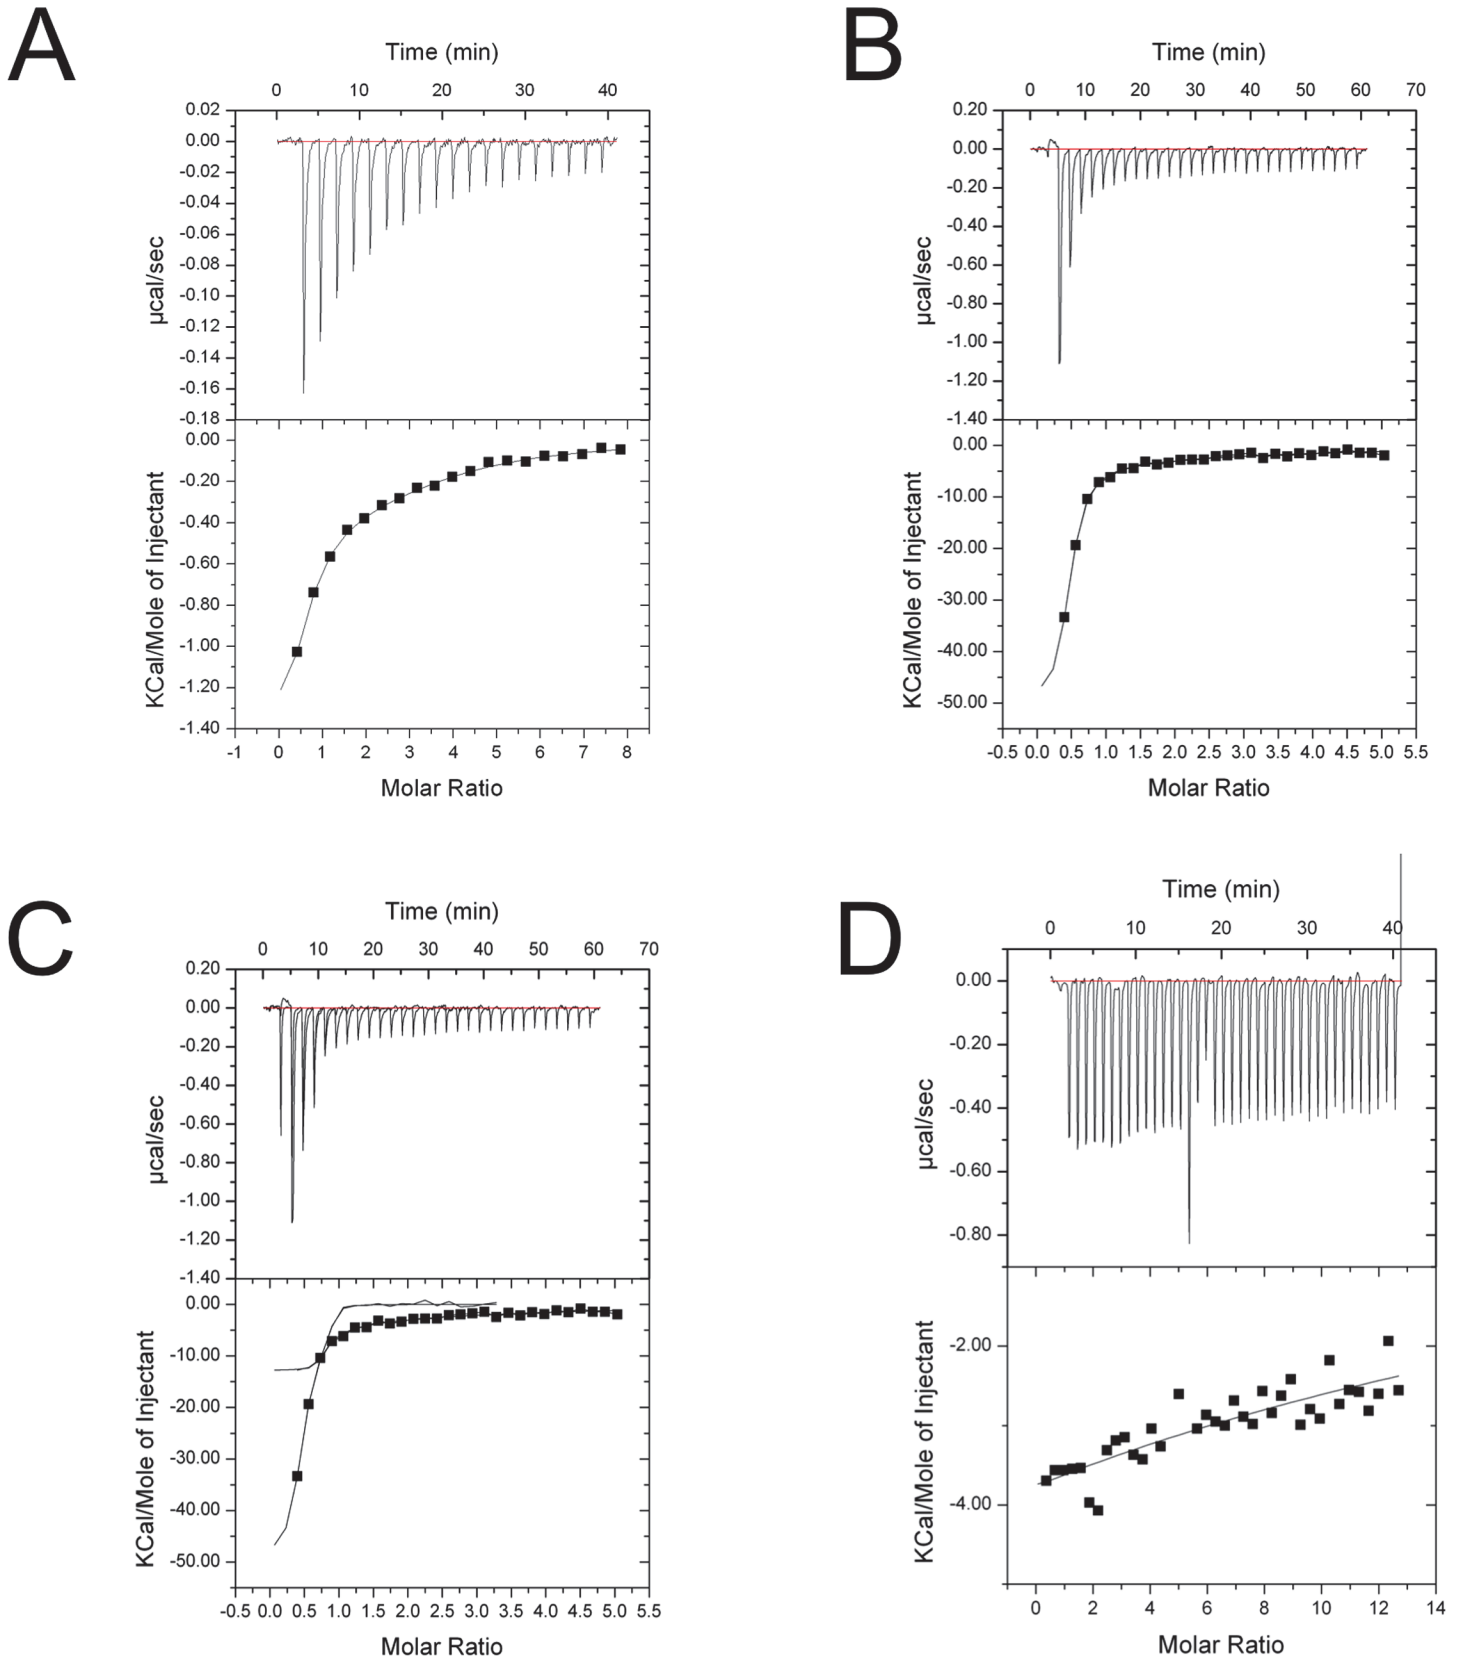 A
Time (min)
0 10 20 30 40
0.02
0.00
-0.02
-0.04
-0.06
-0.08
-0.10
-0.12
-0.14
-0.16
-0.18
µcal/sec
0.00
-0.20
-0.40
-0.60
-0.80
-1.00
-1.20
-1.40
KCal/Mole of Injectant
-1 0 1 2 3 4 5 6 7 8
Molar Ratio
B
Time (min)
0 10 20 30 40 50 60 70
0.20
0.00
-0.20
-0.40
-0.60
-0.80
-1.00
-1.20
-1.40
µcal/sec
0.00
-10.00
-20.00
-30.00
-40.00
-50.00
KCal/Mole of Injectant
-0.5 0.0 0.5 1.0 1.5 2.0 2.5 3.0 3.5 4.0 4.5 5.0 5.5
Molar Ratio
C
Time (min)
0 10 20 30 40 50 60 70
0.20
0.00
-0.20
-0.40
-0.60
-0.80
-1.00
-1.20
-1.40
µcal/sec
0.00
-10.00
-20.00
-30.00
-40.00
-50.00
KCal/Mole of Injectant
-0.5 0.0 0.5 1.0 1.5 2.0 2.5 3.0 3.5 4.0 4.5 5.0 5.5
Molar Ratio
D
Time (min)
0 10 20 30 40
0.00
-0.20
-0.40
-0.60
-0.80
µcal/sec
-2.00
-4.00
KCal/Mole of Injectant
0 2 4 6 8 10 12 14
Molar Ratio